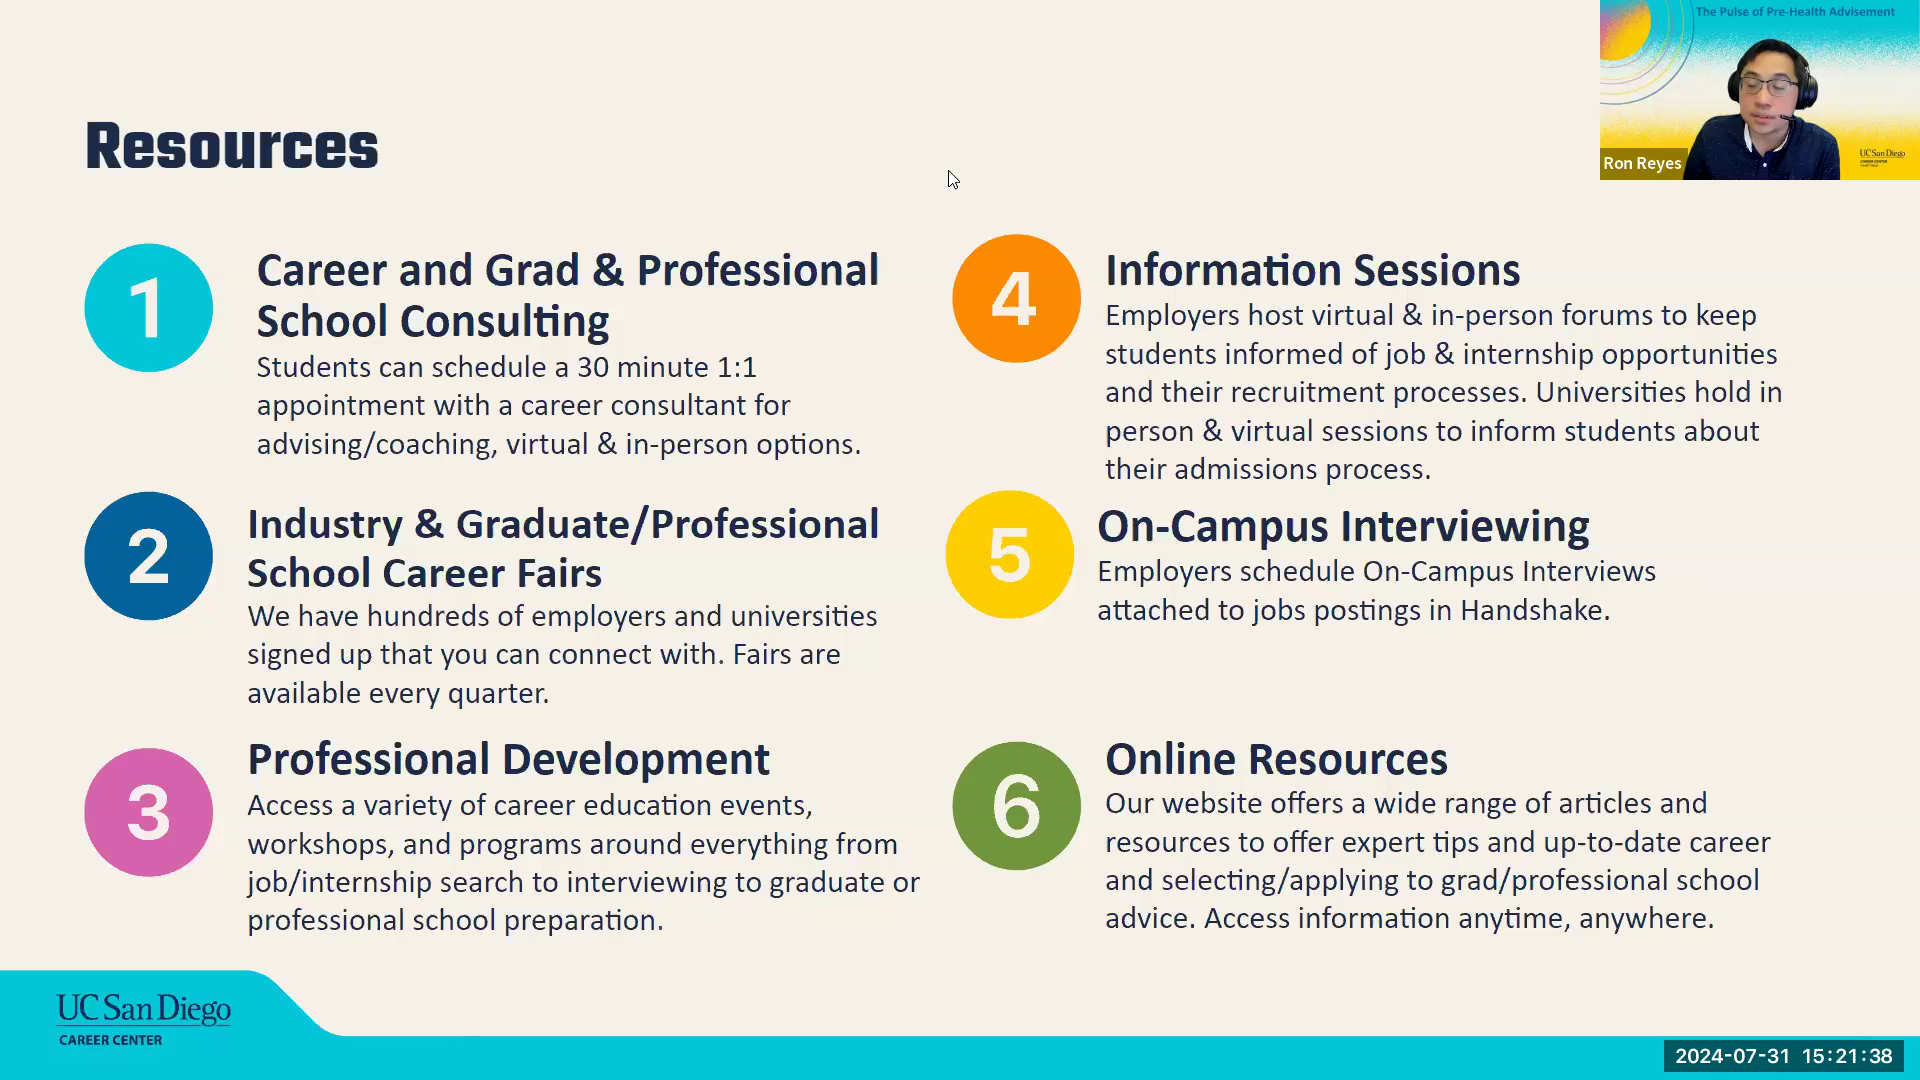 The Pulse of Pre-Health Advisement
UC San Diego
CAREER CENTER
Ron Reyes
Resources
1
Career and Grad & Professional
School Consulting
Students can schedule a 30 minute 1:1
appointment with a career consultant for
advising/coaching, virtual & in-person options.
2
Industry & Graduate/Professional
School Career Fairs
We have hundreds of employers and universities
signed up that you can connect with. Fairs are
available every quarter.
3
Professional Development
Access a variety of career education events,
workshops, and programs around everything from
job/internship search to interviewing to graduate or
professional school preparation.
4
Information Sessions
Employers host virtual & in-person forums to keep
students informed of job & internship opportunities
and their recruitment processes. Universities hold in
person & virtual sessions to inform students about
their admissions process.
5
On-Campus Interviewing
Employers schedule On-Campus Interviews
attached to jobs postings in Handshake.
6
Online Resources
Our website offers a wide range of articles and
resources to offer expert tips and up-to-date career
and selecting/applying to grad/professional school
advice. Access information anytime, anywhere.
UC San Diego
CAREER CENTER
2024-07-31 15:21:38